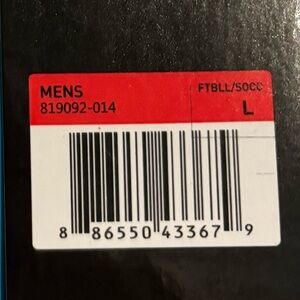 MENS
FTBLL/SOCC
819092-014
L
8 86550 43367 9